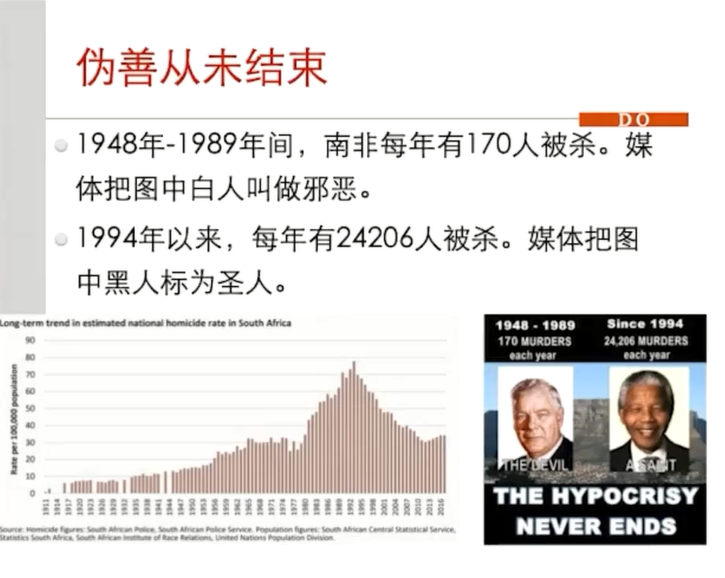 伪善从未结束
DO
1948年-1989年间，南非每年有170人被杀。媒
体把图中白人叫做邪恶。
1994年以来，每年有24206人被杀。媒体把图
中黑人标为圣人。
Long-term trend in estimated national homicide rate in South Africa
Rate per 100,000 population
90
80
70
60
50
40
30
20
10
0
1911 1914 1917 1920 1923 1926 1929 1932 1935 1938 1941 1944 1947 1950 1953 1956 1959 1962 1965 1968 1971 1974 1977 1980 1983 1986 1989 1992 1995 1998 2001 2004 2007 2010 2013 2016
Source: Homicide figures: South African Police, South African Police Service. Population figures: South African Central Statistical Service,
Statistics South Africa, South African Institute of Race Relations, United Nations Population Division.
1948 - 1989
170 MURDERS
each year
Since 1994
24,206 MURDERS
each year
THE DEVIL
A SAINT
THE HYPOCRISY
NEVER ENDS